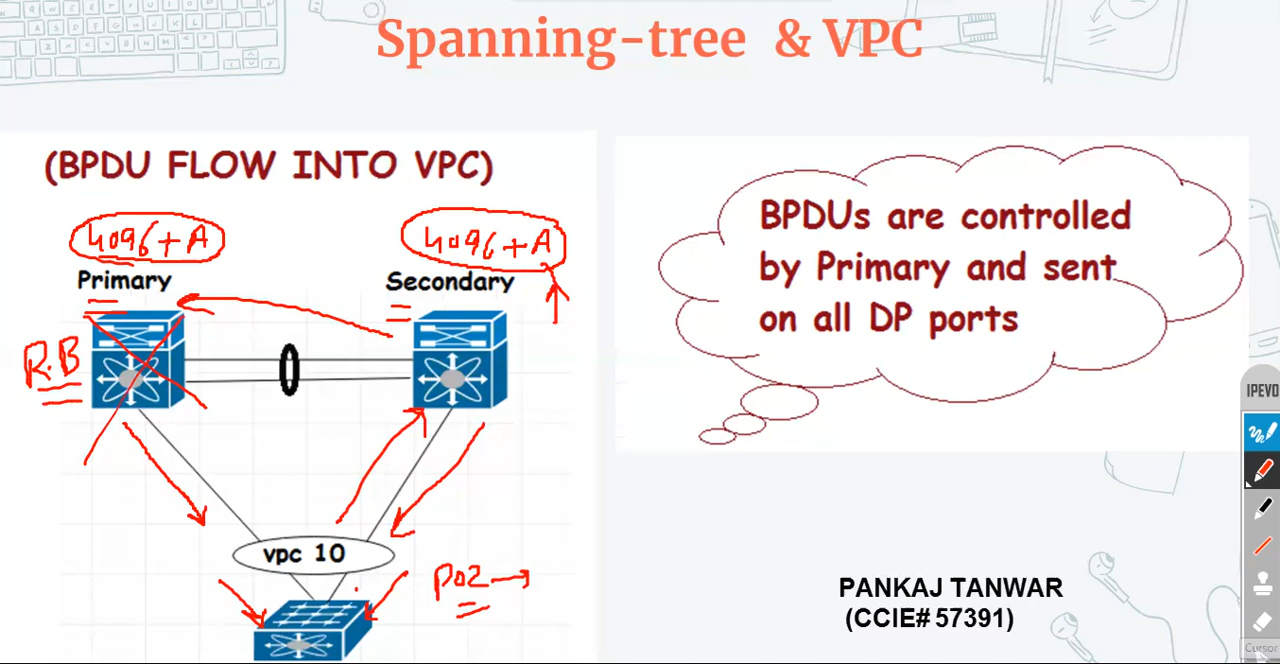 Spanning-tree & VPC
(BPDU FLOW INTO VPC)
4096+A
4096+A
Primary
Secondary
R.B
vpc 10
Po2
BPDUs are controlled
by Primary and sent
on all DP ports
PANKAJ TANWAR
(CCIE# 57391)
IPEVO
Cursor